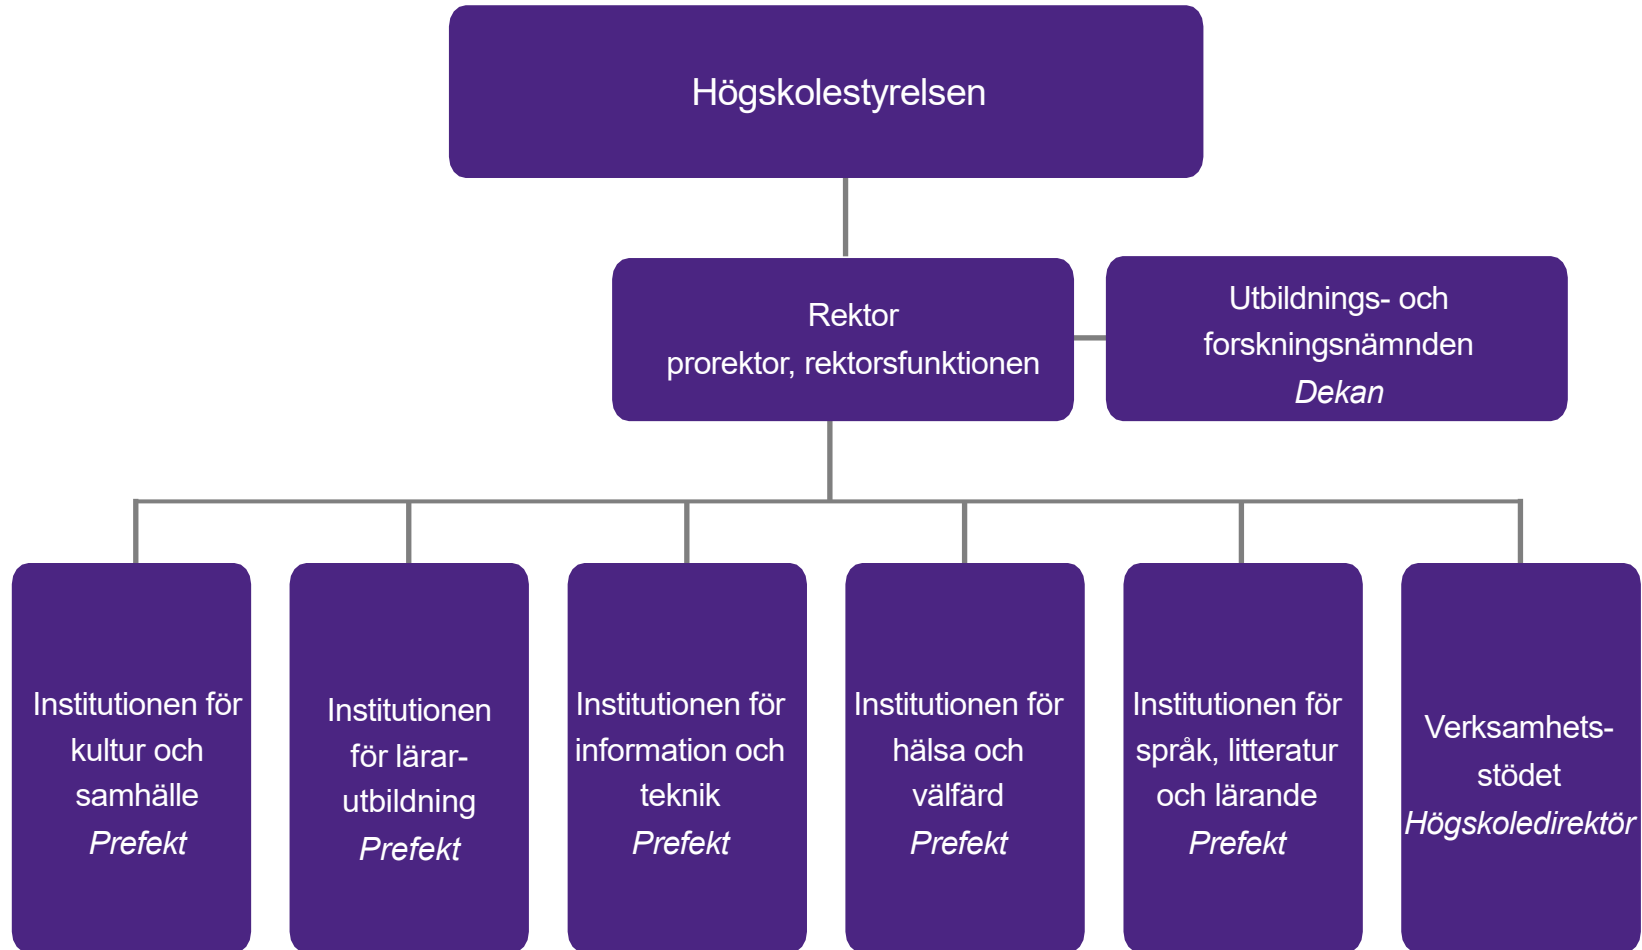 Högskolestyrelsen
Rektor
prorektor, rektorsfunktionen
Utbildnings- och
forskningsnämnden
Dekan
Institutionen för
kultur och
samhälle
Prefekt
Institutionen
för lärar-
utbildning
Prefekt
Institutionen för
information och
teknik
Prefekt
Institutionen för
hälsa och
välfärd
Prefekt
Institutionen för
språk, litteratur
och lärande
Prefekt
Verksamhets-
stödet
Högskoledirektör